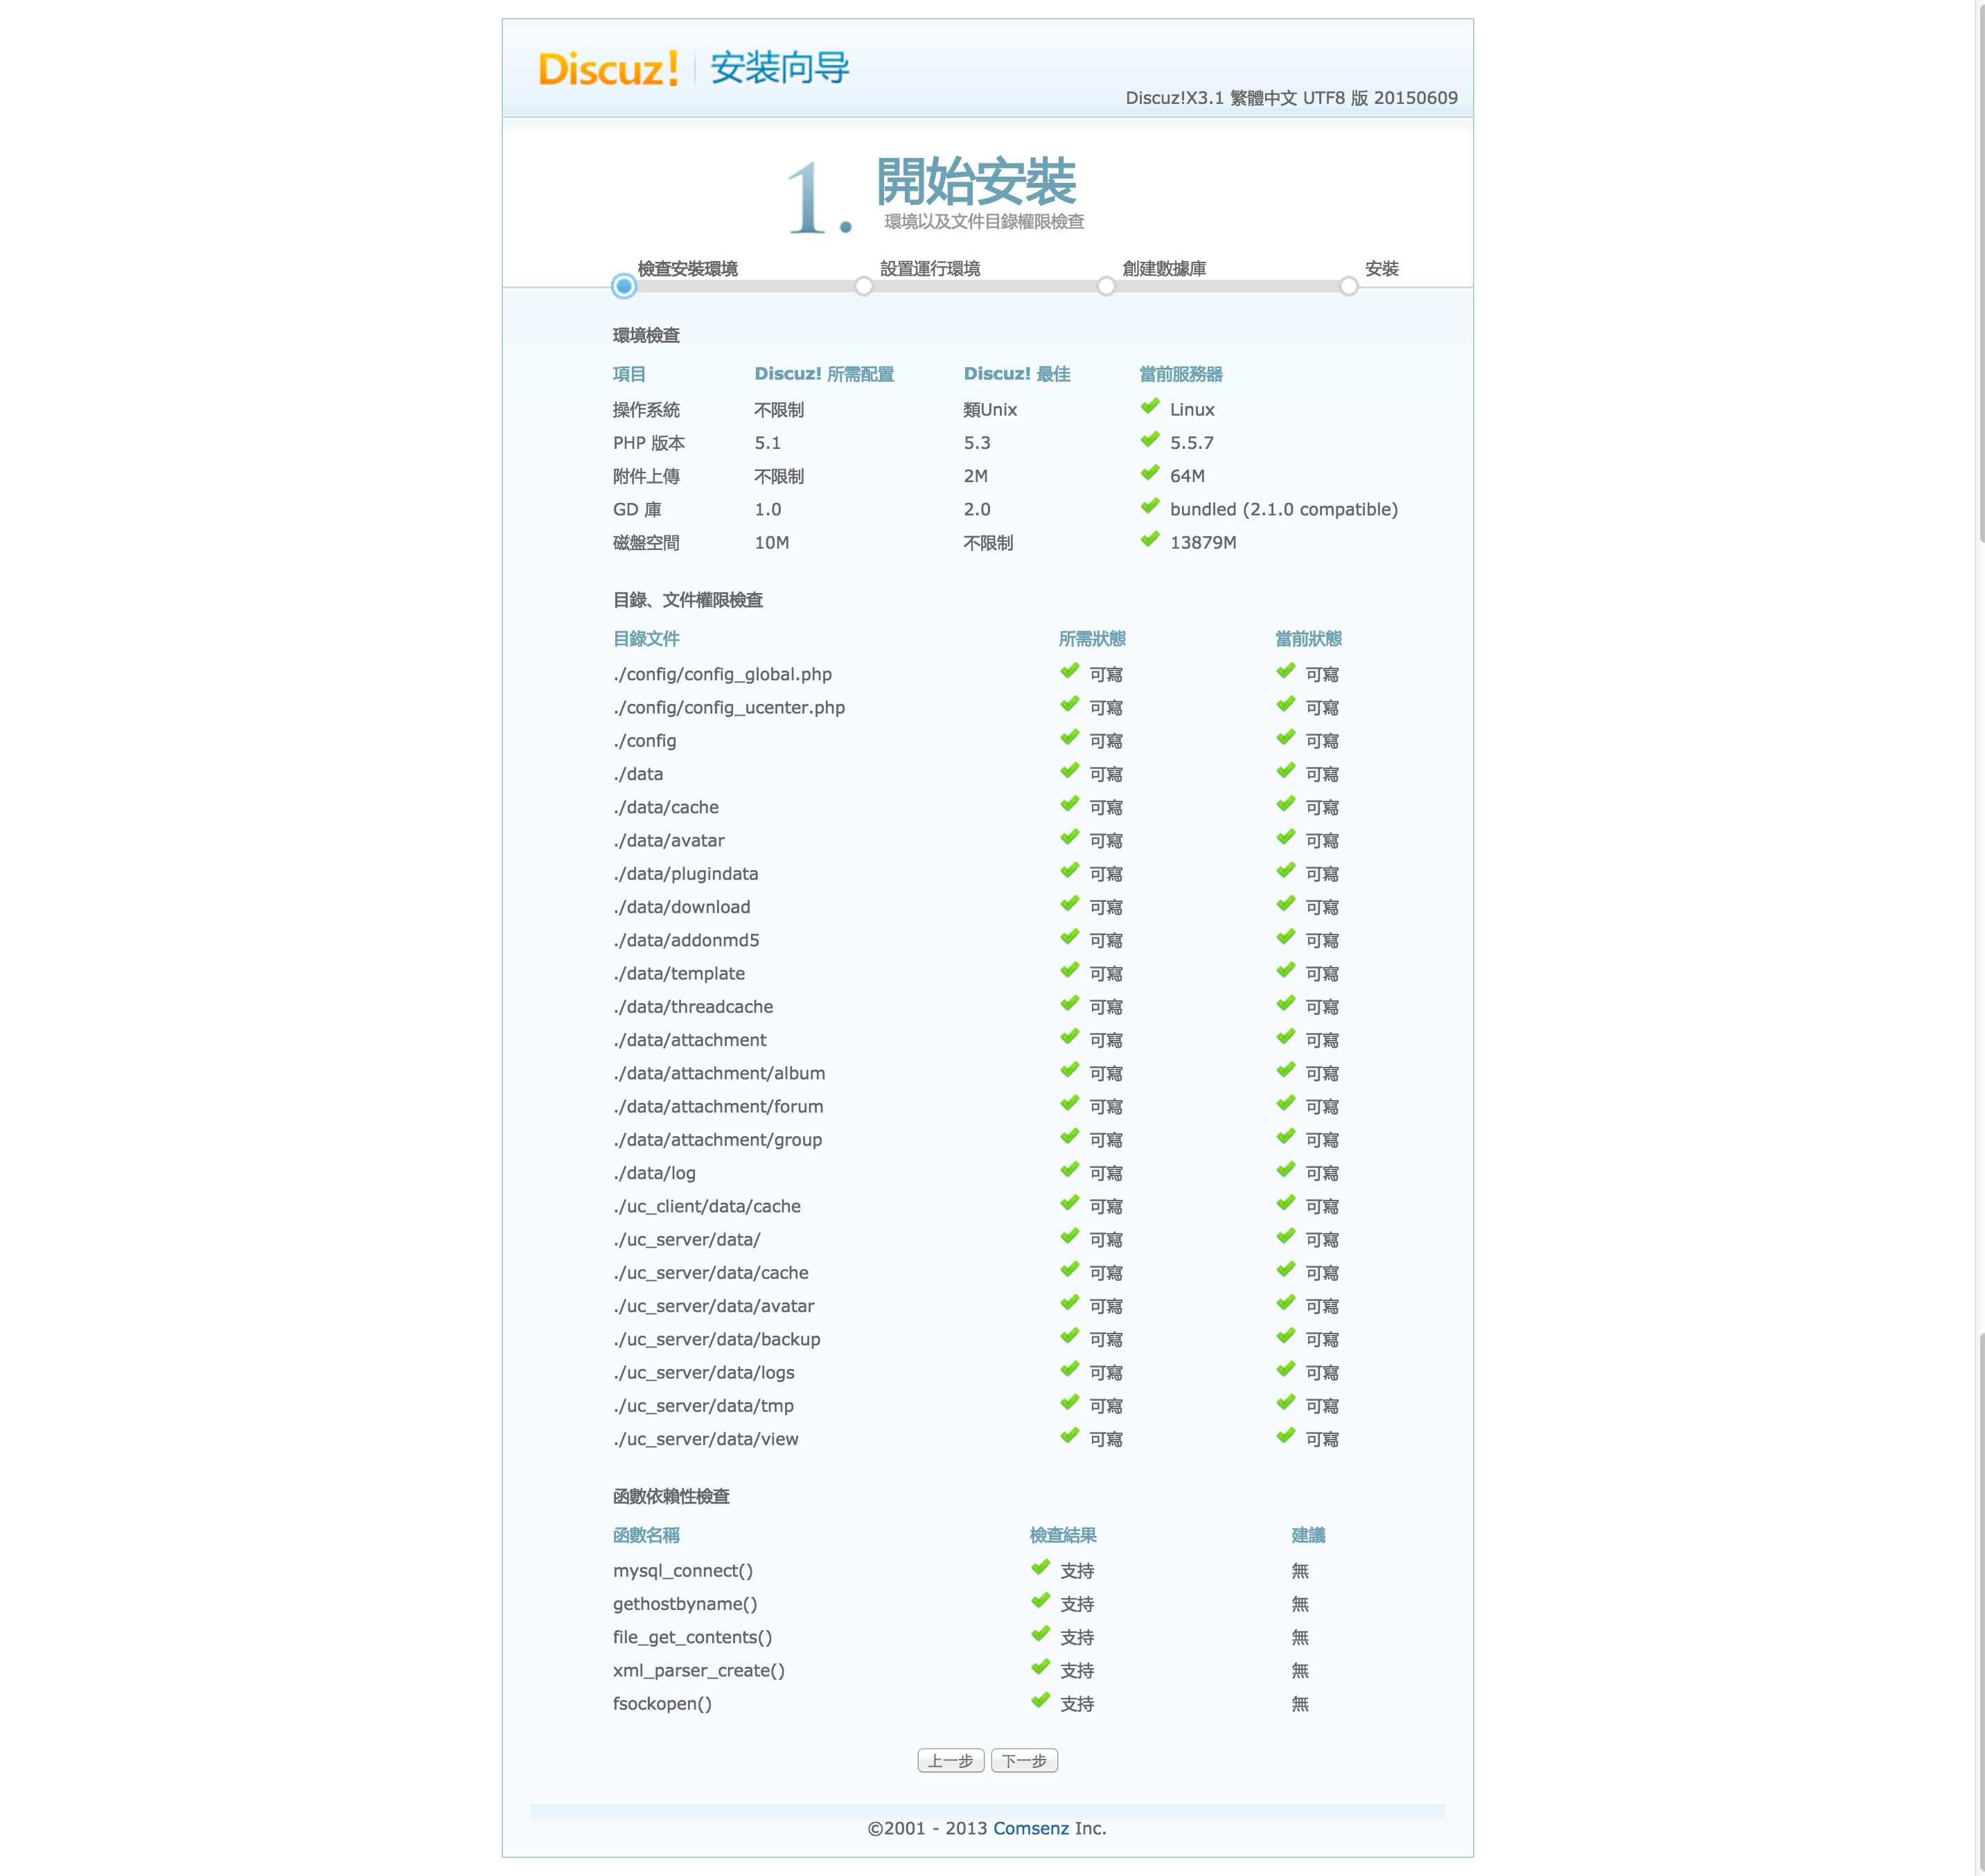 Discuz! 安装向导
Discuz!X3.1 繁體中文 UTF8 版 20150609
1. 開始安裝
環境以及文件目錄權限檢查
檢查安裝環境 設置運行環境 創建數據庫 安裝
環境檢查
項目 Discuz! 所需配置 Discuz! 最佳 當前服務器
操作系統 不限制 類Unix Linux
PHP 版本 5.1 5.3 5.5.7
附件上傳 不限制 2M 64M
GD 庫 1.0 2.0 bundled (2.1.0 compatible)
磁盤空間 10M 不限制 13879M
目錄、文件權限檢查
目錄文件 所需狀態 當前狀態
./config/config_global.php 可寫 可寫
./config/config_ucenter.php 可寫 可寫
./config 可寫 可寫
./data 可寫 可寫
./data/cache 可寫 可寫
./data/avatar 可寫 可寫
./data/plugindata 可寫 可寫
./data/download 可寫 可寫
./data/addonmd5 可寫 可寫
./data/template 可寫 可寫
./data/threadcache 可寫 可寫
./data/attachment 可寫 可寫
./data/attachment/album 可寫 可寫
./data/attachment/forum 可寫 可寫
./data/attachment/group 可寫 可寫
./data/log 可寫 可寫
./uc_client/data/cache 可寫 可寫
./uc_server/data/ 可寫 可寫
./uc_server/data/cache 可寫 可寫
./uc_server/data/avatar 可寫 可寫
./uc_server/data/backup 可寫 可寫
./uc_server/data/logs 可寫 可寫
./uc_server/data/tmp 可寫 可寫
./uc_server/data/view 可寫 可寫
函數依賴性檢查
函數名稱 檢查結果 建議
mysql_connect() 支持 無
gethostbyname() 支持 無
file_get_contents() 支持 無
xml_parser_create() 支持 無
fsockopen() 支持 無
上一步 下一步
©2001 - 2013 Comsenz Inc.